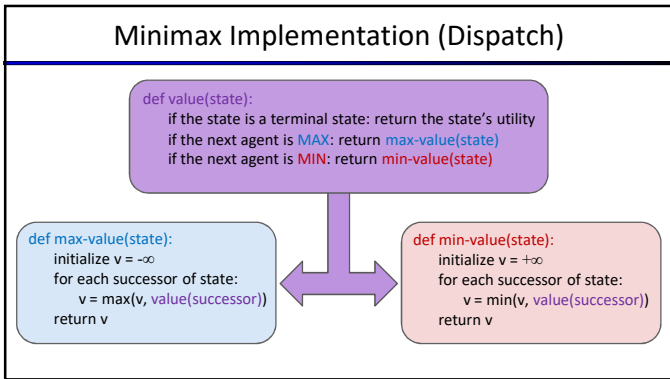 Minimax Implementation (Dispatch)
def value(state):
if the state is a terminal state: return the state’s utility
if the next agent is MAX: return max-value(state)
if the next agent is MIN: return min-value(state)
def max-value(state):
initialize v = -∞
for each successor of state:
v = max(v, value(successor))
return v
def min-value(state):
initialize v = +∞
for each successor of state:
v = min(v, value(successor))
return v